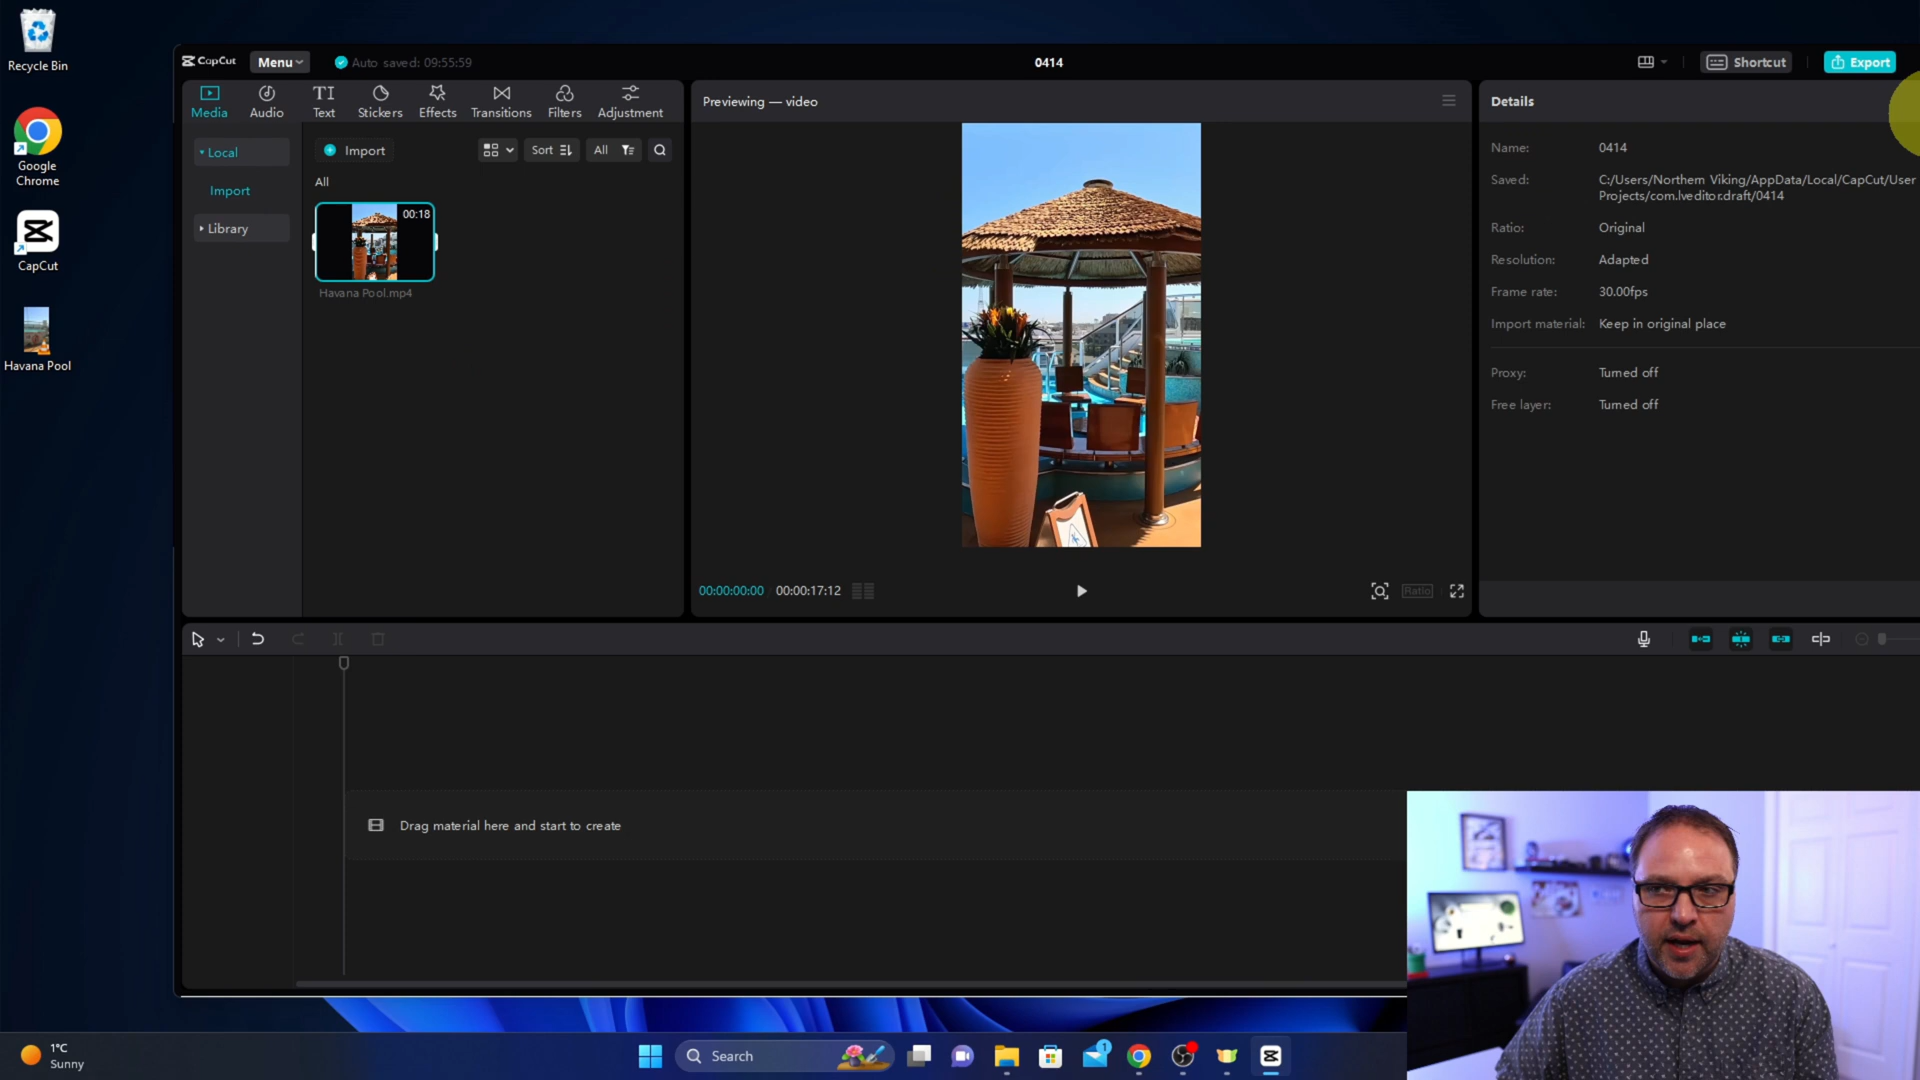 Recycle Bin
Google
Chrome
CapCut
Havana Pool
CapCut
Menu
Auto saved: 09:55:59
0414
Shortcut
Export
Media
Audio
Text
Stickers
Effects
Transitions
Filters
Adjustment
Local
Import
Library
Import
Sort
All
All
00:18
Havana Pool.mp4
Previewing — video
00:00:00:00
00:00:17:12
Ratio
Details
Name: 0414
Saved: C:/Users/Northern Viking/AppData/Local/CapCut/User
Projects/com.lveditor.draft/0414
Ratio: Original
Resolution: Adapted
Frame rate: 30.00fps
Import material: Keep in original place
Proxy: Turned off
Free layer: Turned off
Drag material here and start to create
1°C
Sunny
Search
1